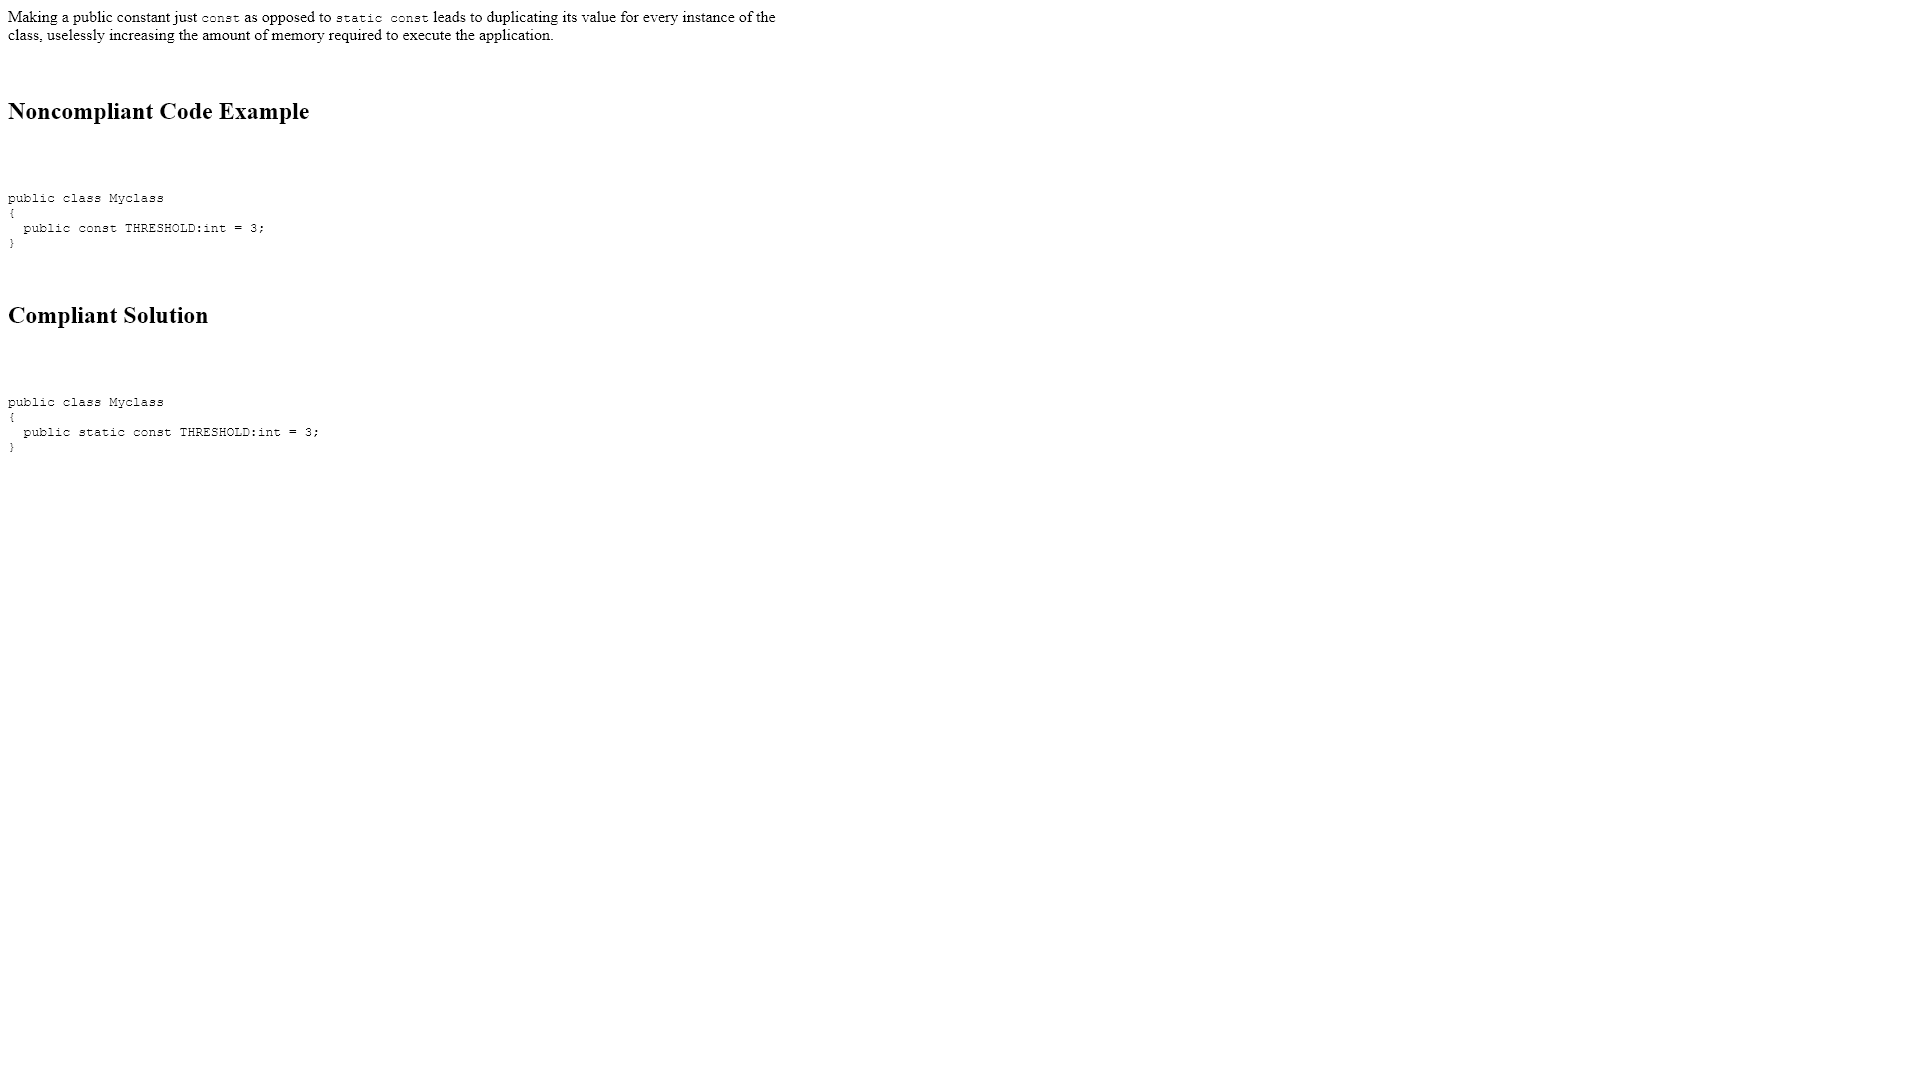 Making a public constant just const as opposed to static const leads to duplicating its value for every instance of the
class, uselessly increasing the amount of memory required to execute the application.
Noncompliant Code Example
public class Myclass
{
  public const THRESHOLD:int = 3;
}
Compliant Solution
public class Myclass
{
  public static const THRESHOLD:int = 3;
}